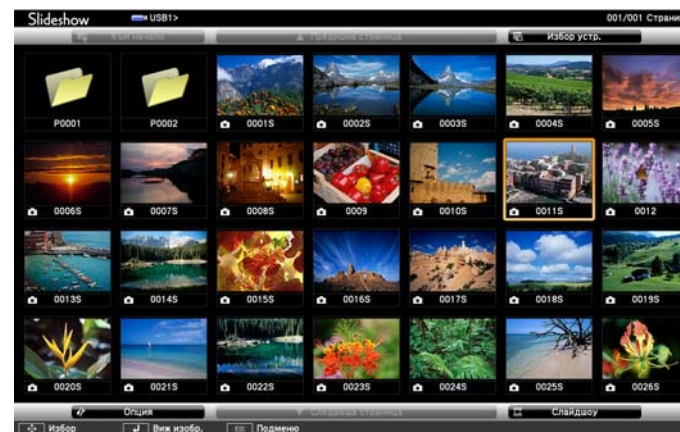 Slideshow USB1> 001/001 Страни
Към начало Предишна страница Избор устр.
P0001 P0002 0001S 0002S 0003S 0004S 0005S
0006S 0007S 0008S 0009 0010S 0011S 0012
0013S 0014S 0015S 0016S 0017S 0018S 0019S
0020S 0021S 0022S 0023S 0024S 0025S 0026S
Опция Следваща страница Слайдшоу
Избор Виж изобр. Esc Подменю